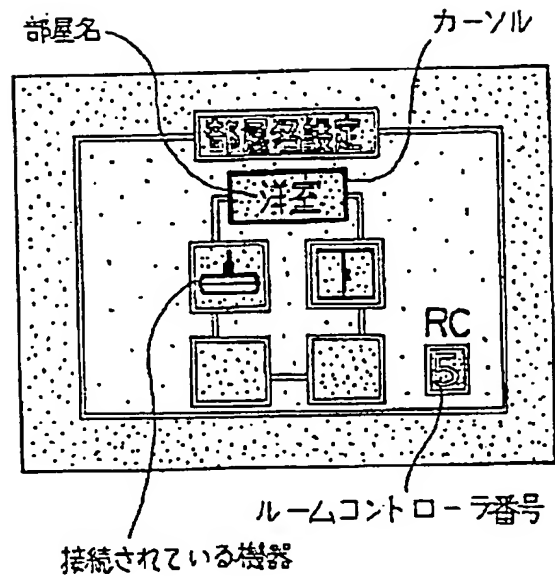 部屋名
カーソル
部屋名設定
洋室
RC
5
ルームコントローラ番号
接続されている機器